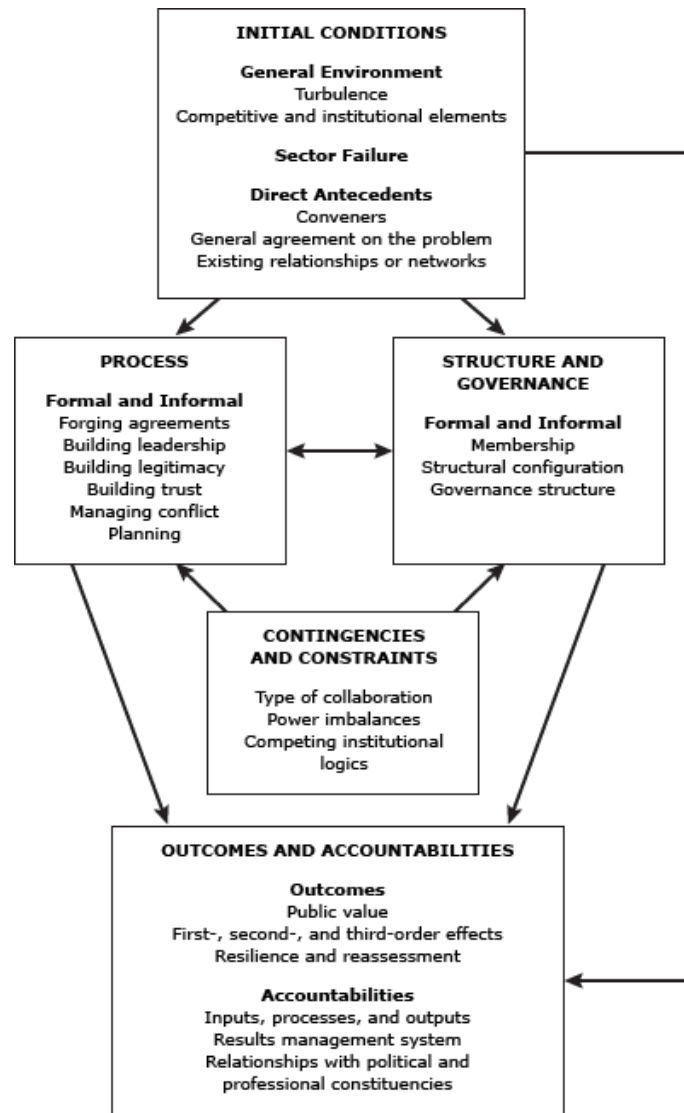 INITIAL CONDITIONS
General Environment
Turbulence
Competitive and institutional elements
Sector Failure
Direct Antecedents
Conveners
General agreement on the problem
Existing relationships or networks
PROCESS
Formal and Informal
Forging agreements
Building leadership
Building legitimacy
Building trust
Managing conflict
Planning
STRUCTURE AND
GOVERNANCE
Formal and Informal
Membership
Structural configuration
Governance structure
CONTINGENCIES
AND CONSTRAINTS
Type of collaboration
Power imbalances
Competing institutional
logics
OUTCOMES AND ACCOUNTABILITIES
Outcomes
Public value
First-, second-, and third-order effects
Resilience and reassessment
Accountabilities
Inputs, processes, and outputs
Results management system
Relationships with political and
professional constituencies